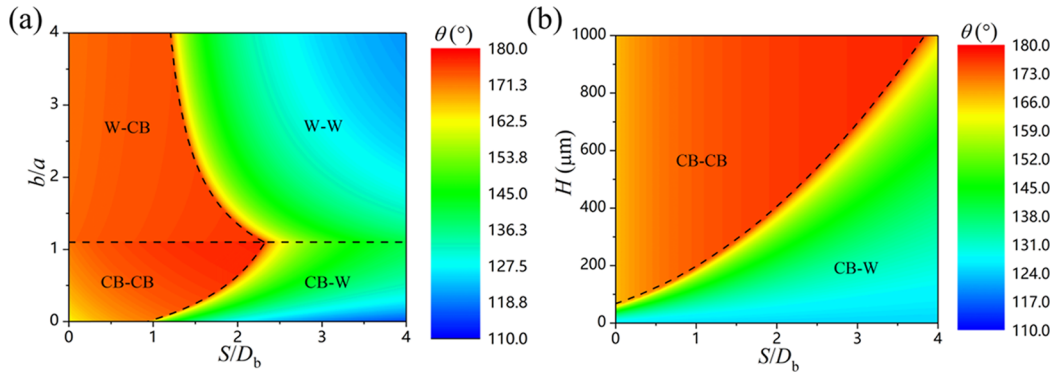 (a)
4
3
2
1
0
b/a
W-CB
W-W
CB-CB
CB-W
0
1
2
3
4
S/D_b
θ (°)
180.0
171.3
162.5
153.8
145.0
136.3
127.5
118.8
110.0
(b)
1000
800
600
400
200
0
H (μm)
CB-CB
CB-W
0
1
2
3
4
S/D_b
θ (°)
180.0
173.0
166.0
159.0
152.0
145.0
138.0
131.0
124.0
117.0
110.0